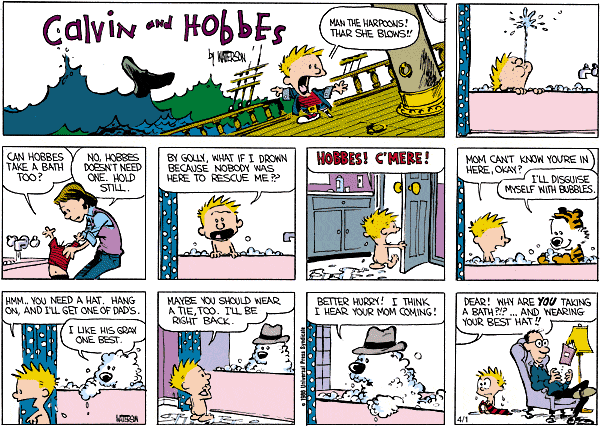 Calvin and HobbEs
by WATTERSON
MAN THE HARPOONS!
THAR SHE BLOWS!!
CAN HOBBES
TAKE A BATH
TOO?
NO, HOBBES
DOESN'T NEED
ONE. HOLD
STILL.
BY GOLLY, WHAT IF I DROWN
BECAUSE NOBODY WAS
HERE TO RESCUE ME??
HOBBES! C'MERE!
MOM CAN'T KNOW YOU'RE IN
HERE, OKAY?
I'LL DISGUISE
MYSELF WITH BUBBLES.
HMM.. YOU NEED A HAT. HANG
ON, AND I'LL GET ONE OF DAD'S.
I LIKE HIS GRAY
ONE BEST.
WATTERSON
MAYBE YOU SHOULD WEAR
A TIE, TOO. I'LL BE
RIGHT BACK.
© 1989 Universal Press Syndicate
BETTER HURRY! I THINK
I HEAR YOUR MOM COMING!
DEAR! WHY ARE YOU TAKING
A BATH?!? ... AND WEARING
YOUR BEST HAT!!
4/1